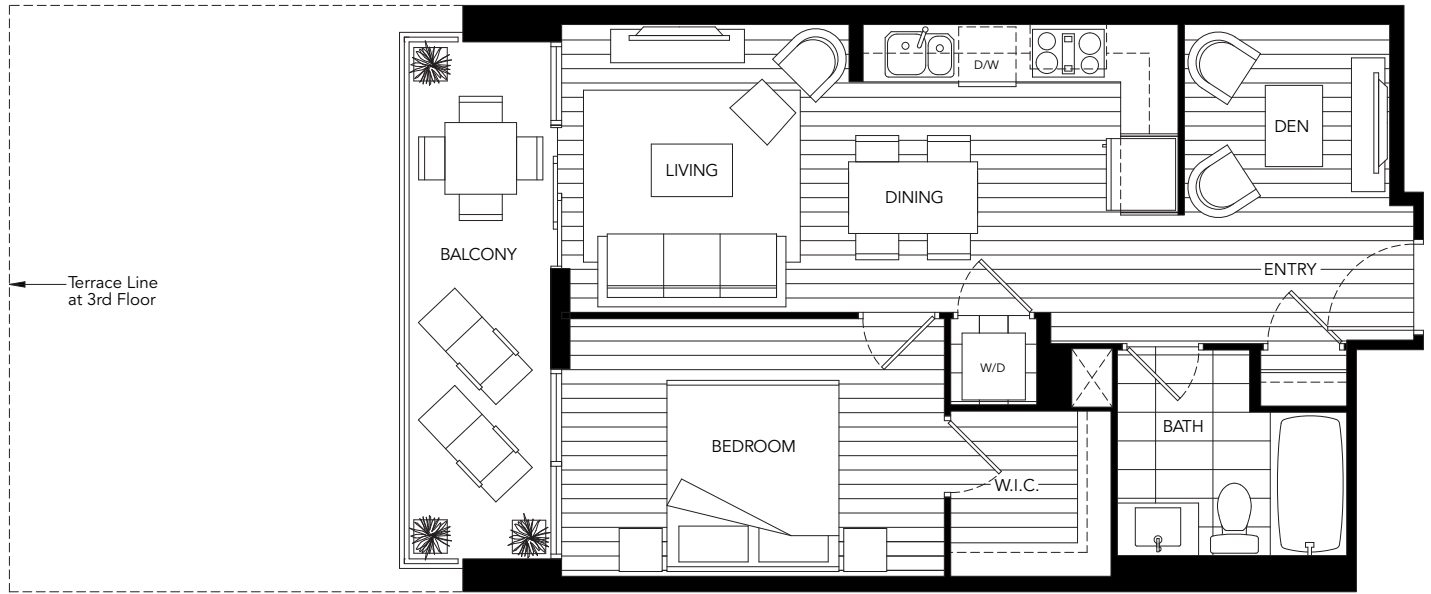 D/W
DEN
LIVING
DINING
BALCONY
ENTRY
Terrace Line
at 3rd Floor
W/D
BATH
BEDROOM
W.I.C.